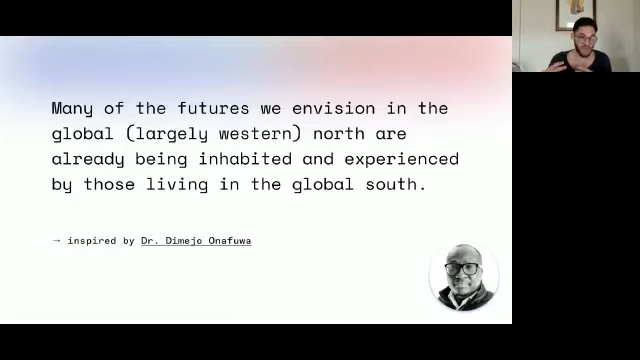 Many of the futures we envision in the
global (largely western) north are
already being inhabited and experienced
by those living in the global south.
→ inspired by Dr. Dimejo Onafuwa